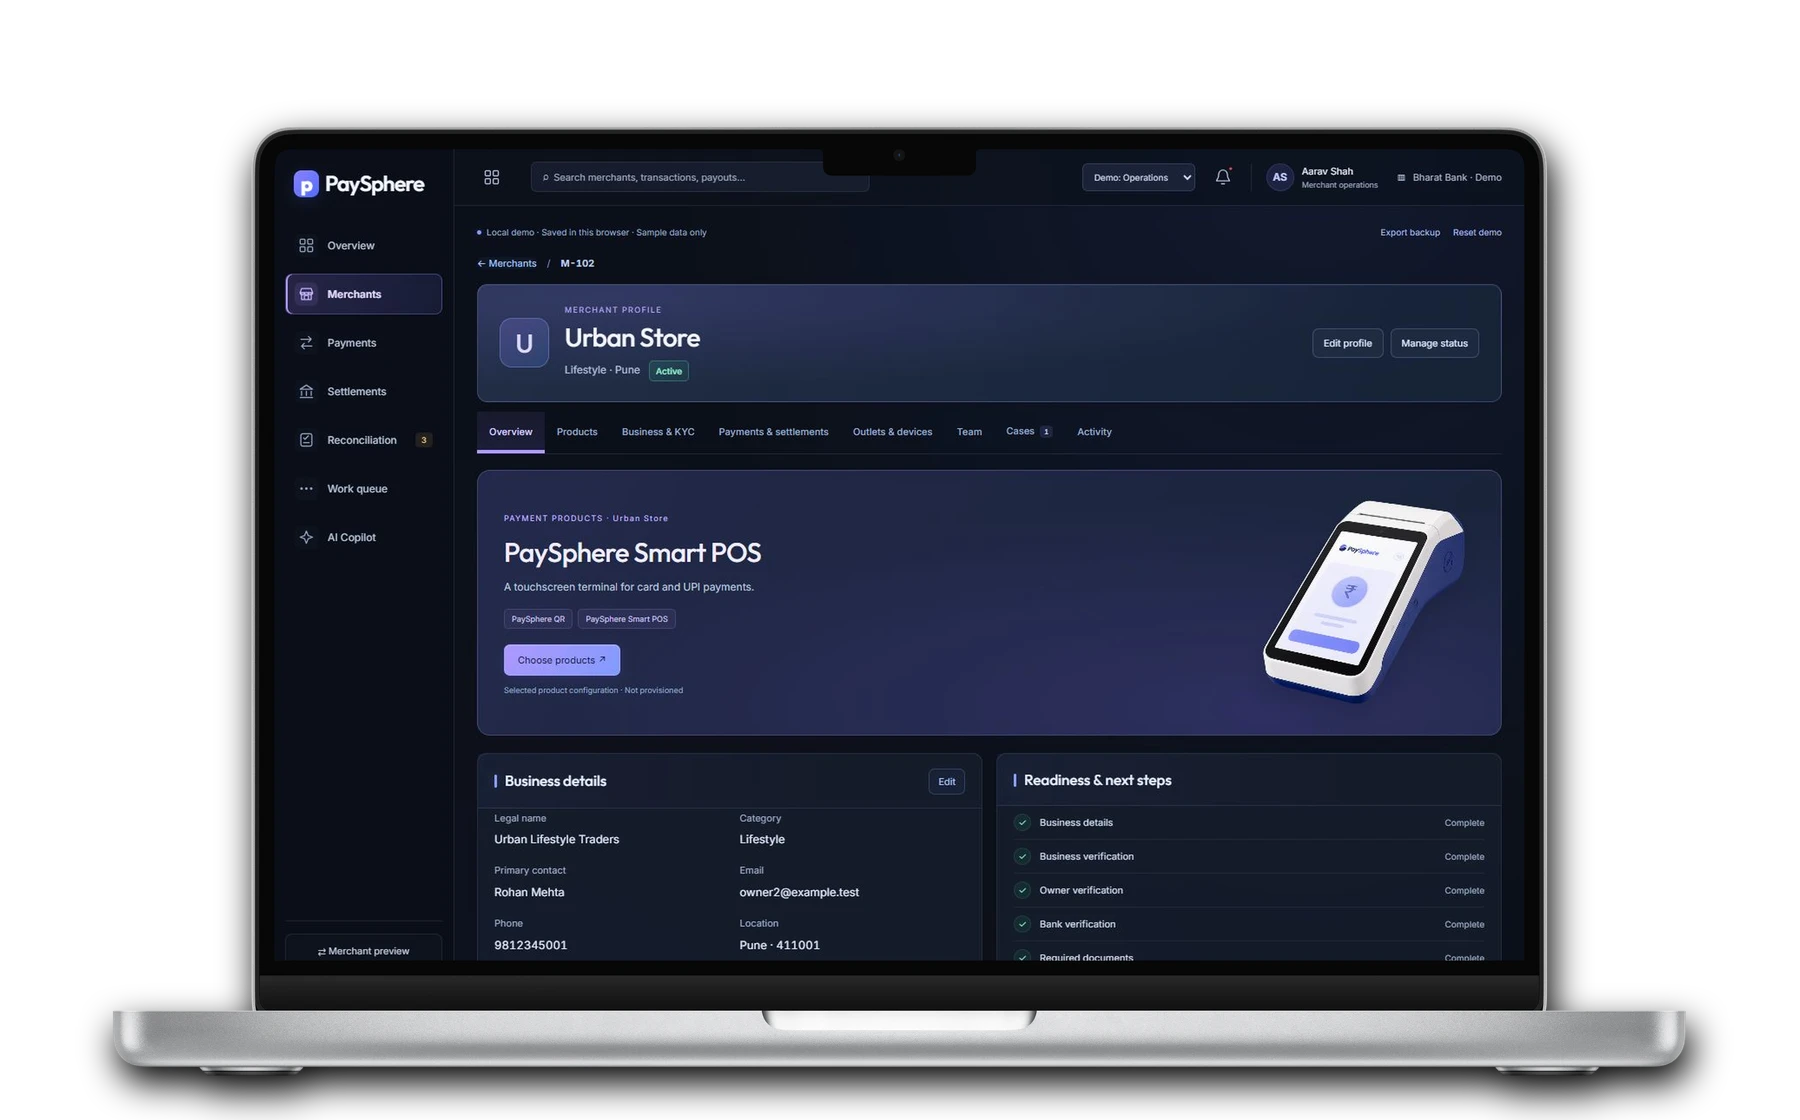 PaySphere
Search merchants, transactions, payouts...
Demo: Operations
AS
Aarav Shah
Merchant operations
Bharat Bank · Demo
Overview
Merchants
Payments
Settlements
Reconciliation 3
Work queue
AI Copilot
⇄ Merchant preview
Local demo · Saved in this browser · Sample data only
Export backup
Reset demo
← Merchants / M-102
MERCHANT PROFILE
U
Urban Store
Lifestyle · Pune Active
Edit profile
Manage status
Overview Products Business & KYC Payments & settlements Outlets & devices Team Cases 1 Activity
PAYMENT PRODUCTS · Urban Store
PaySphere Smart POS
A touchscreen terminal for card and UPI payments.
PaySphere QR PaySphere Smart POS
Choose products ↗
Selected product configuration · Not provisioned
PaySphere
₹
Business details
Edit
Legal name
Urban Lifestyle Traders
Category
Lifestyle
Primary contact
Rohan Mehta
Email
owner2@example.test
Phone
9812345001
Location
Pune · 411001
Readiness & next steps
Business details Complete
Business verification Complete
Owner verification Complete
Bank verification Complete
Required documents Complete